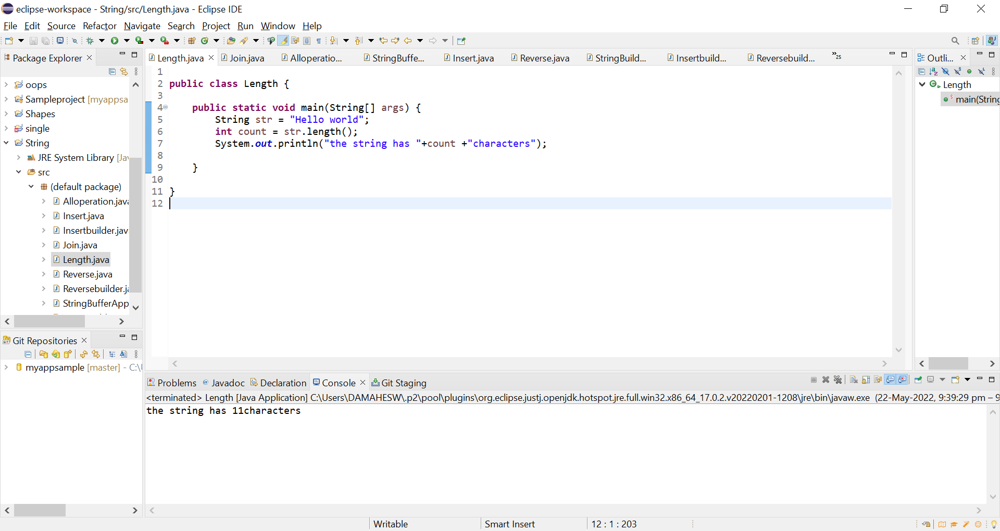 eclipse-workspace - String/src/Length.java - Eclipse IDE
File Edit Source Refactor Navigate Search Project Run Window Help
Package Explorer
oops
Sampleproject [myappsa
Shapes
single
String
JRE System Library [Jav
src
(default package)
Alloperation.java
Insert.java
Insertbuilder.jav
Join.java
Length.java
Reverse.java
Reversebuilder.ja
StringBufferApp
Git Repositories
myappsample [master] - C:\U
Length.java Join.java Alloperatio... StringBuffe... Insert.java Reverse.java StringBuild... Insertbuild... Reversebuild... »25
1
2 public class Length {
3
4 public static void main(String[] args) {
5 String str = "Hello world";
6 int count = str.length();
7 System.out.println("the string has "+count +"characters");
8
9 }
10
11 }
12
Outli...
Length
main(String
Problems Javadoc Declaration Console Git Staging
<terminated> Length [Java Application] C:\Users\DAMAHESW\.p2\pool\plugins\org.eclipse.justj.openjdk.hotspot.jre.full.win32.x86_64_17.0.2.v20220201-1208\jre\bin\javaw.exe (22-May-2022, 9:39:29 pm – 9
the string has 11characters
Writable Smart Insert 12 : 1 : 203